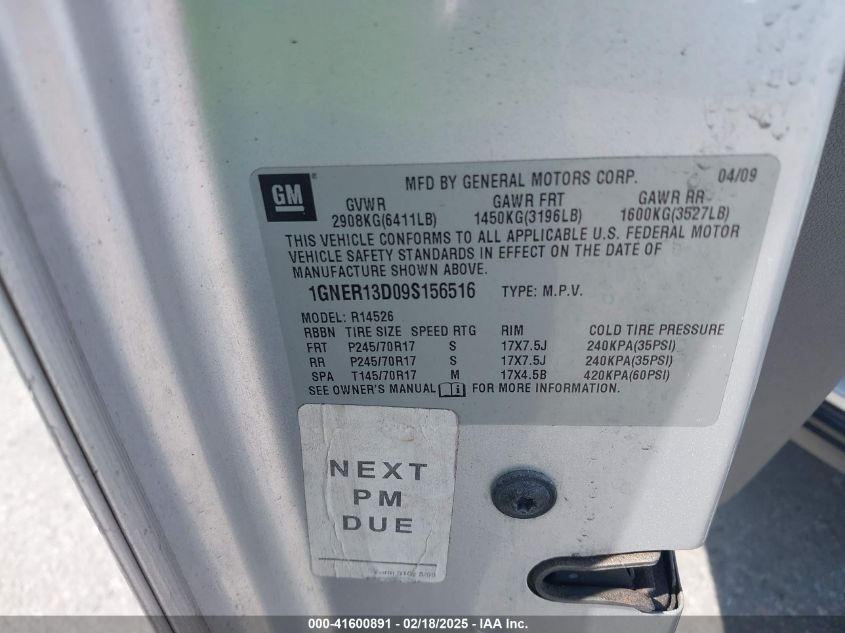 GM
MFD BY GENERAL MOTORS CORP. 04/09
GVWR GAWR FRT GAWR RR
2908KG(6411LB) 1450KG(3196LB) 1600KG(3527LB)
THIS VEHICLE CONFORMS TO ALL APPLICABLE U.S. FEDERAL MOTOR
VEHICLE SAFETY STANDARDS IN EFFECT ON THE DATE OF
MANUFACTURE SHOWN ABOVE.
1GNER13D09S156516 TYPE: M.P.V.
MODEL: R14526
RBBN TIRE SIZE SPEED RTG RIM COLD TIRE PRESSURE
FRT P245/70R17 S 17X7.5J 240KPA(35PSI)
RR P245/70R17 S 17X7.5J 240KPA(35PSI)
SPA T145/70R17 M 17X4.5B 420KPA(60PSI)
SEE OWNER'S MANUAL FOR MORE INFORMATION.
NEXT
PM
DUE
000-41600891 - 02/18/2025 - IAA Inc.